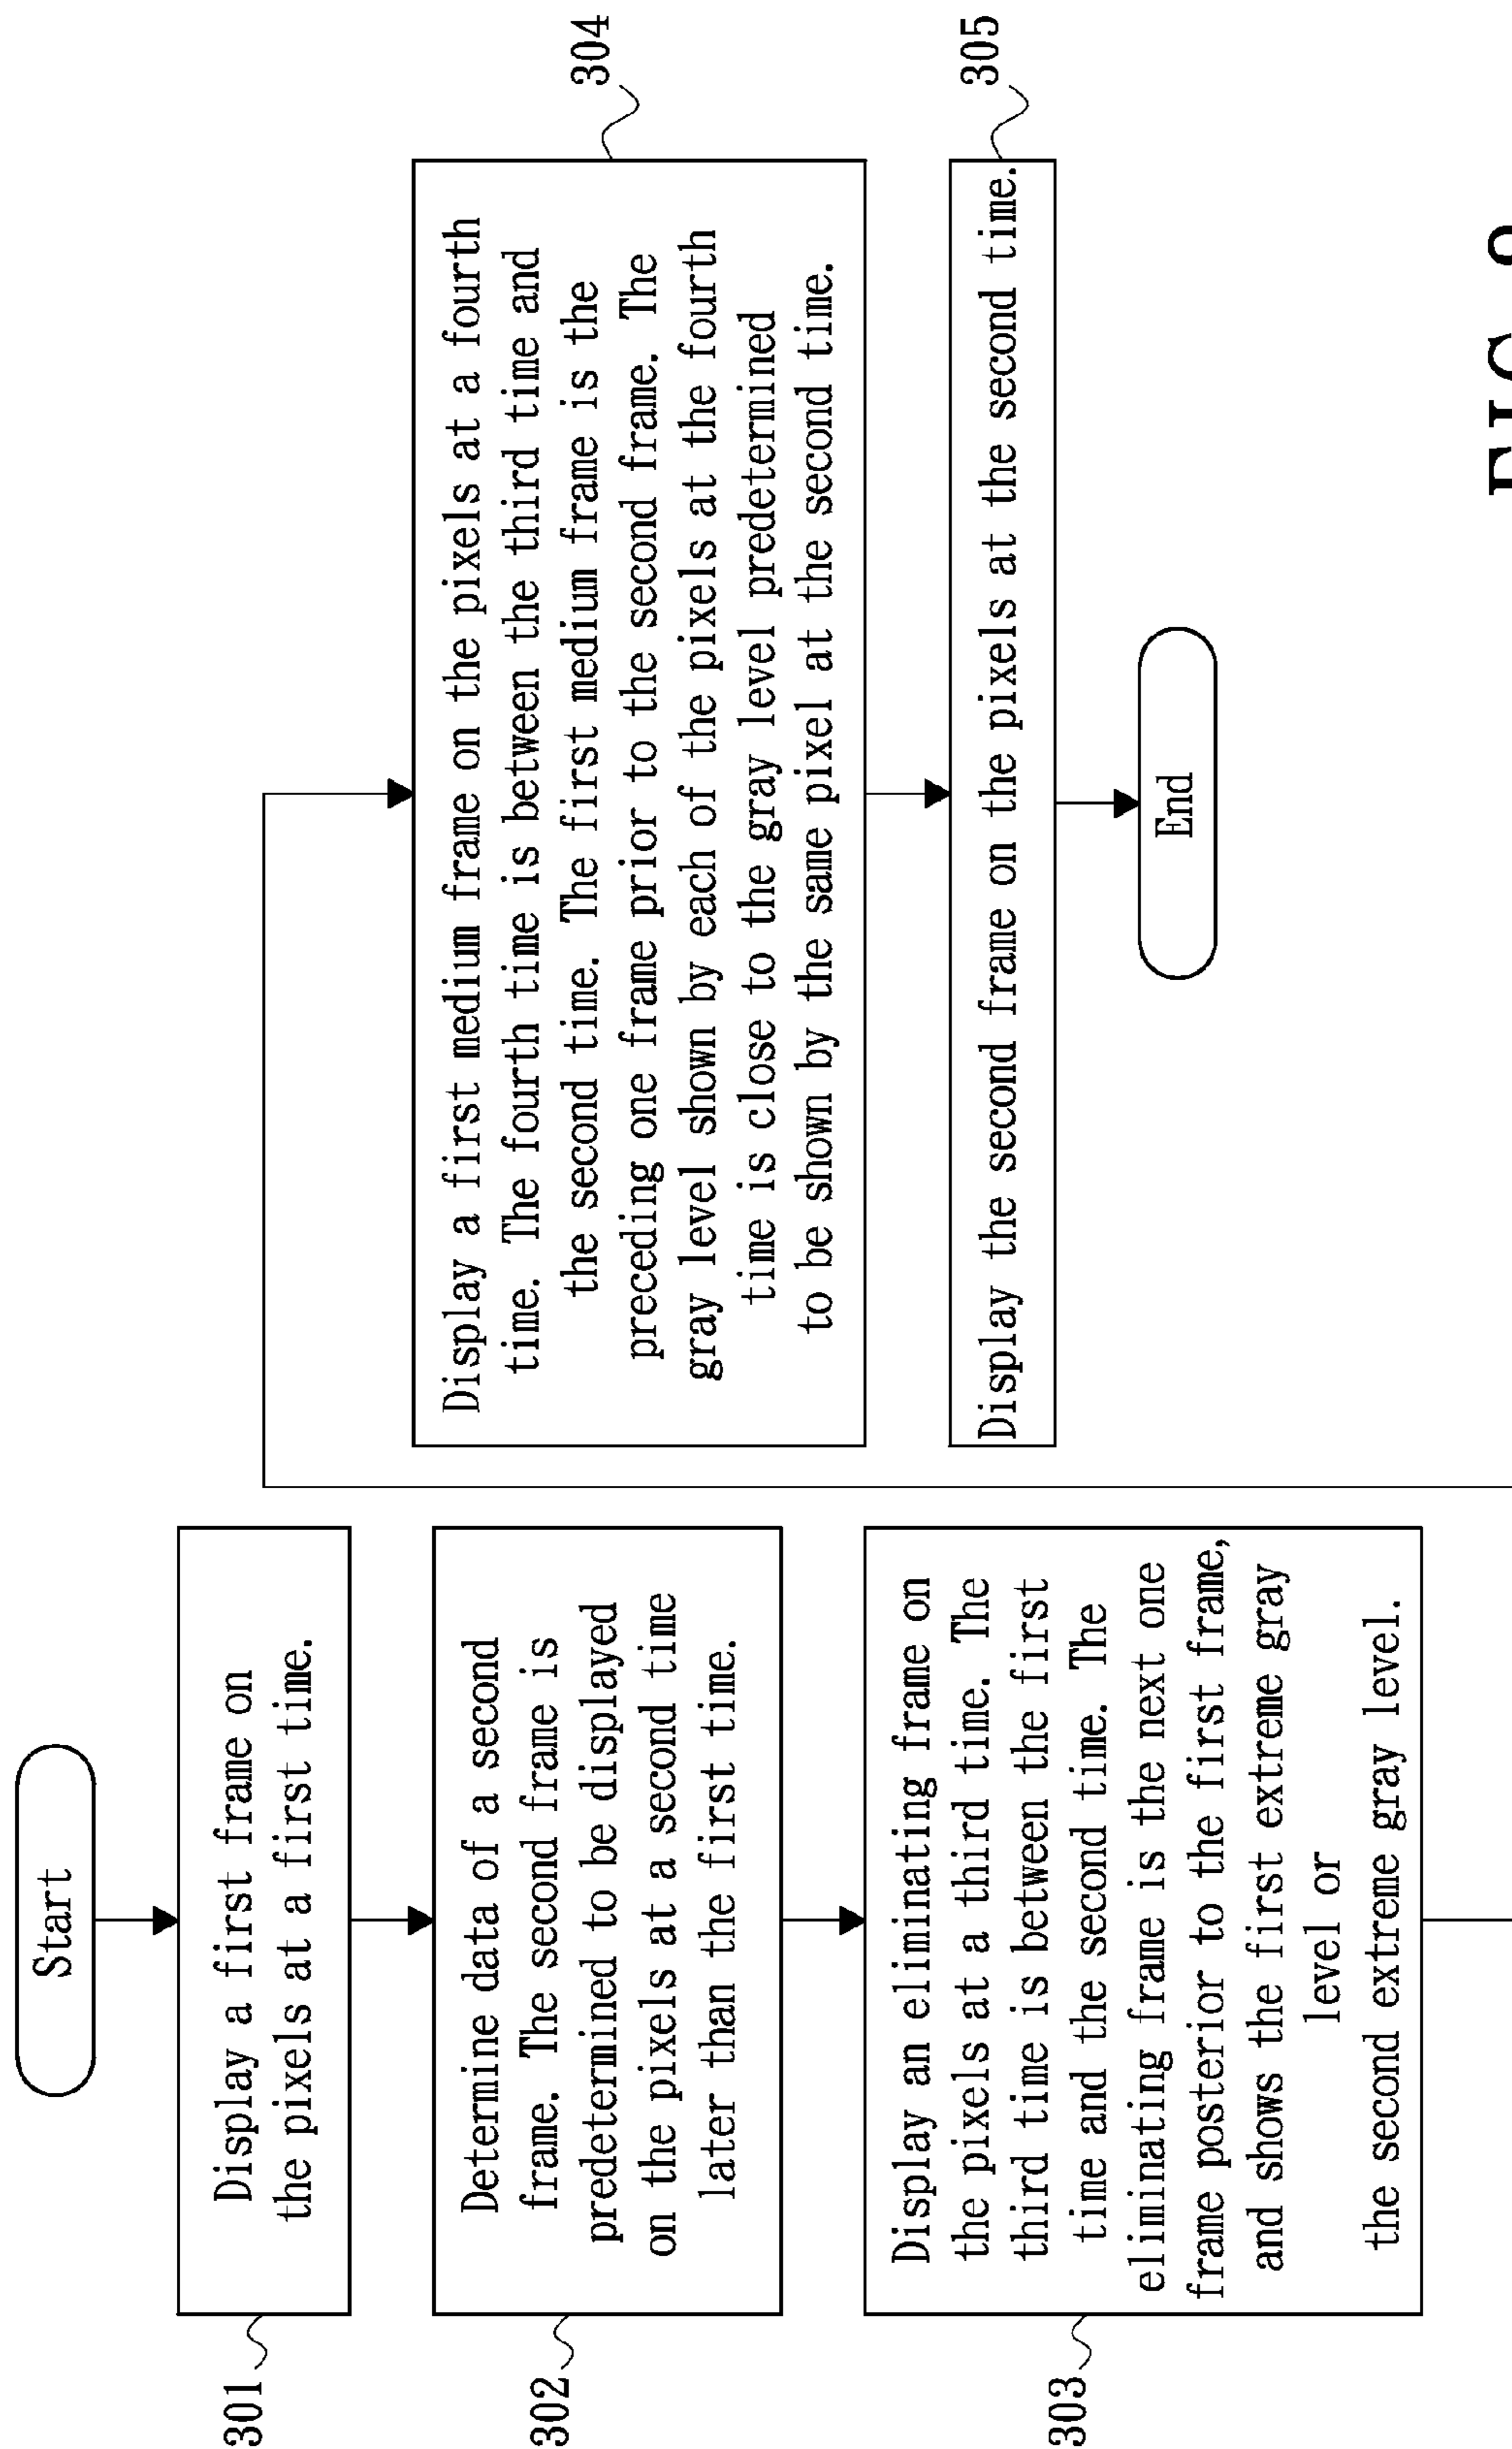 Start
301
Display a first frame on
the pixels at a first time.
302
Determine data of a second
frame. The second frame is
predetermined to be displayed
on the pixels at a second time
later than the first time.
303
Display an eliminating frame on
the pixels at a third time. The
third time is between the first
time and the second time. The
eliminating frame is the next one
frame posterior to the first frame,
and shows the first extreme gray
level or
the second extreme gray level.
304
Display a first medium frame on the pixels at a fourth
time. The fourth time is between the third time and
the second time. The first medium frame is the
preceding one frame prior to the second frame. The
gray level shown by each of the pixels at the fourth
time is close to the gray level predetermined
to be shown by the same pixel at the second time.
305
Display the second frame on the pixels at the second time.
End
FIG